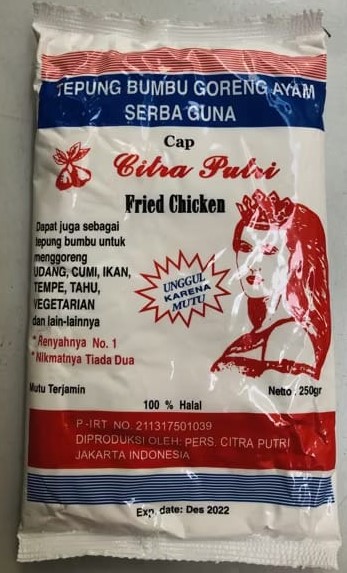 TEPUNG BUMBU GORENG AYAM
SERBA GUNA
Cap
Citra Putri
Fried Chicken
Dapat juga sebagai
tepung bumbu untuk
menggoreng
UDANG, CUMI, IKAN,
TEMPE, TAHU,
VEGETARIAN
dan lain-lainnya
* Renyahnya No. 1
* Nikmatnya Tiada Dua
UNGGUL
KARENA
MUTU
Mutu Terjamin
Netto : 250gr
100 % Halal
P-IRT NO. 211317501039
DIPRODUKSI OLEH: PERS. CITRA PUTRI
JAKARTA INDONESIA
Exp. date: Des 2022